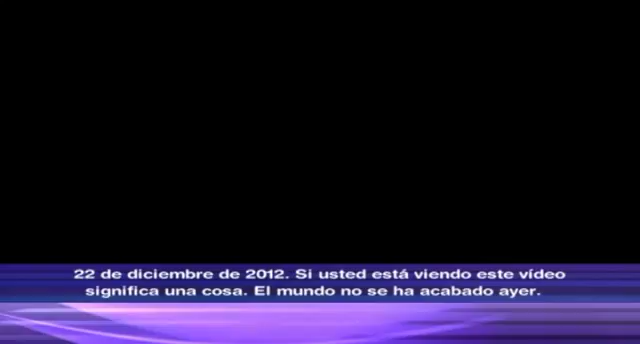 22 de diciembre de 2012. Si usted está viendo este vídeo
significa una cosa. El mundo no se ha acabado ayer.